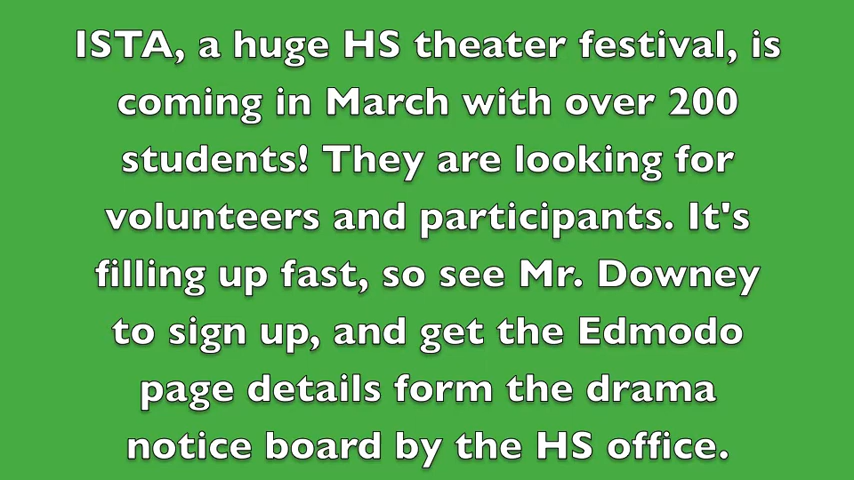 ISTA, a huge HS theater festival, is
coming in March with over 200
students! They are looking for
volunteers and participants. It's
filling up fast, so see Mr. Downey
to sign up, and get the Edmodo
page details form the drama
notice board by the HS office.